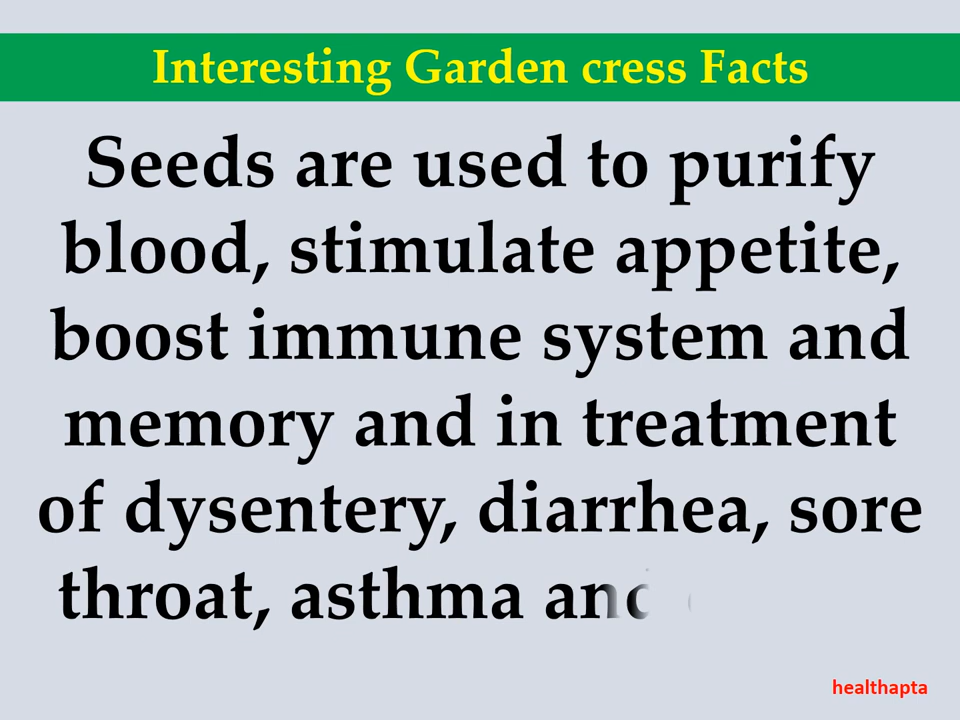 Interesting Garden cress Facts
Seeds are used to purify
blood, stimulate appetite,
boost immune system and
memory and in treatment
of dysentery, diarrhea, sore
throat, asthma and
healthapta